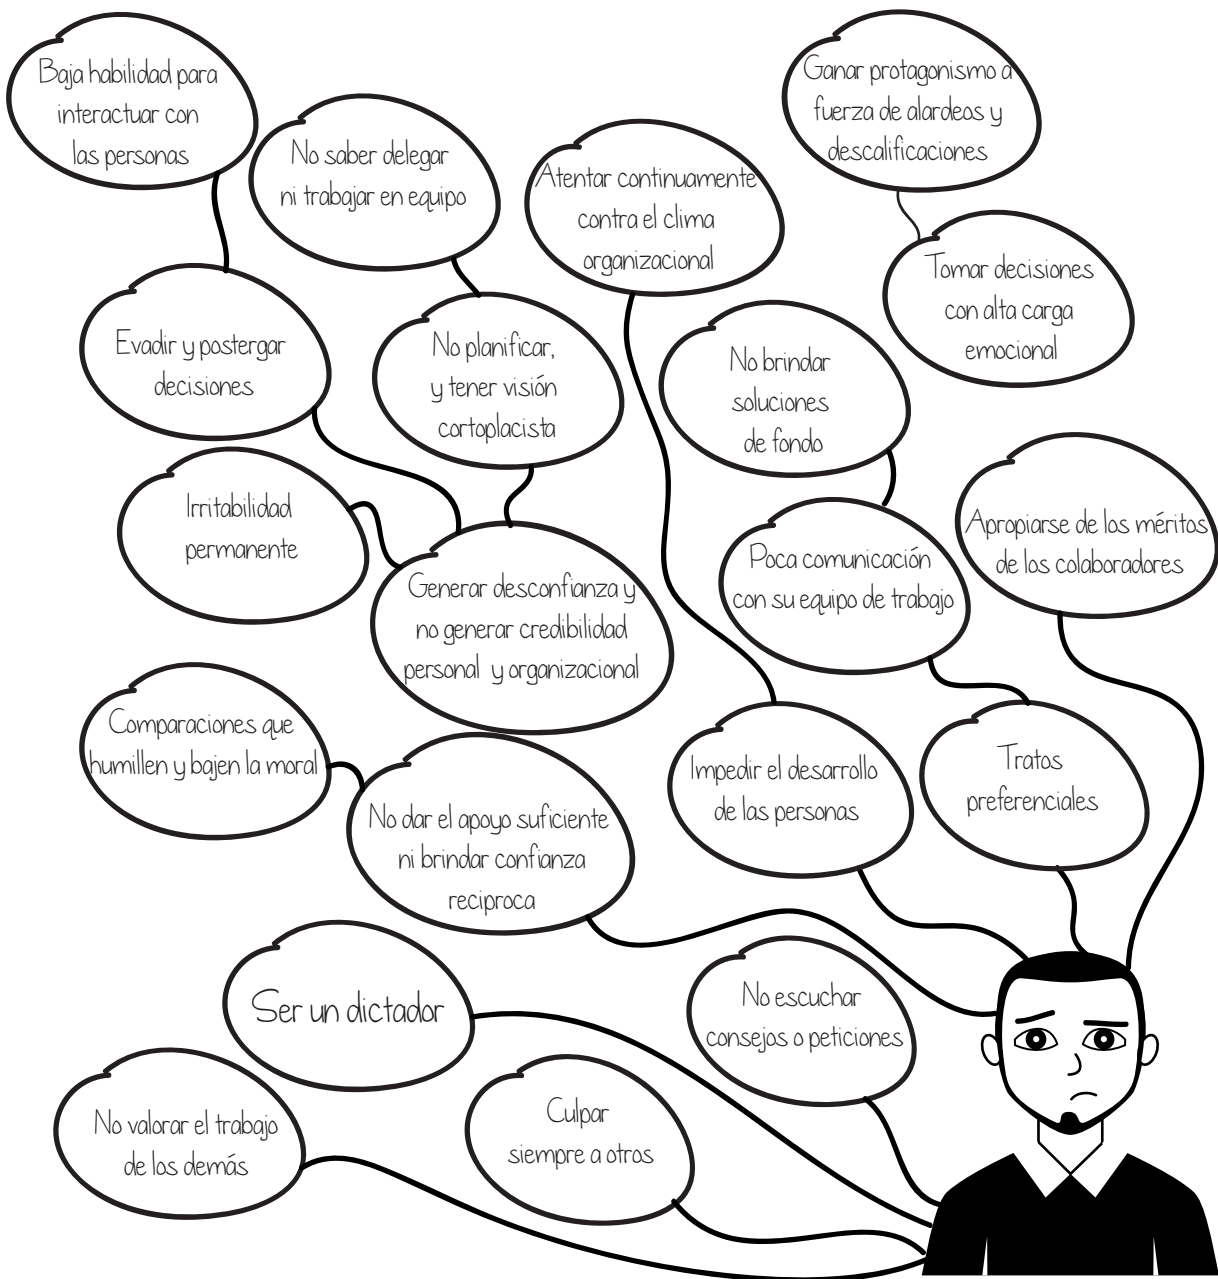 Baja habilidad para
interactuar con
las personas
No saber delegar
ni trabajar en equipo
Atentar continuamente
contra el clima
organizacional
Ganar protagonismo a
fuerza de alardeos y
descalificaciones
Tomar decisiones
con alta carga
emocional
Evadir y postergar
decisiones
No planificar,
y tener visión
cortoplacista
No brindar
soluciones
de fondo
Irritabilidad
permanente
Generar desconfianza y
no generar credibilidad
personal y organizacional
Poca comunicación
con su equipo de trabajo
Apropiarse de los méritos
de los colaboradores
Comparaciones que
humillen y bajen la moral
No dar el apoyo suficiente
ni brindar confianza
reciproca
Impedir el desarrollo
de las personas
Tratos
preferenciales
Ser un dictador
No escuchar
consejos o peticiones
No valorar el trabajo
de los demás
Culpar
siempre a otros